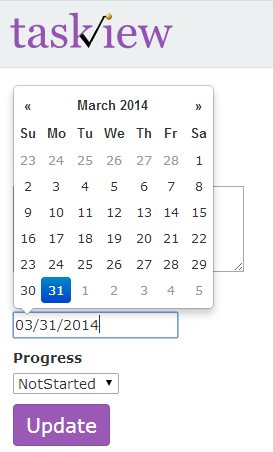 taskview
« March 2014 »
Su Mo Tu We Th Fr Sa
23 24 25 26 27 28 1
2 3 4 5 6 7 8
9 10 11 12 13 14 15
16 17 18 19 20 21 22
23 24 25 26 27 28 29
30 31 1 2 3 4 5
03/31/2014
Progress
NotStarted
Update